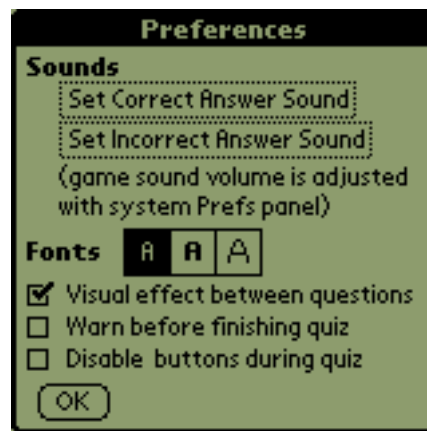 Preferences
Sounds
Set Correct Answer Sound
Set Incorrect Answer Sound
(game sound volume is adjusted
with system Prefs panel)
Fonts A A A
Visual effect between questions
Warn before finishing quiz
Disable buttons during quiz
OK